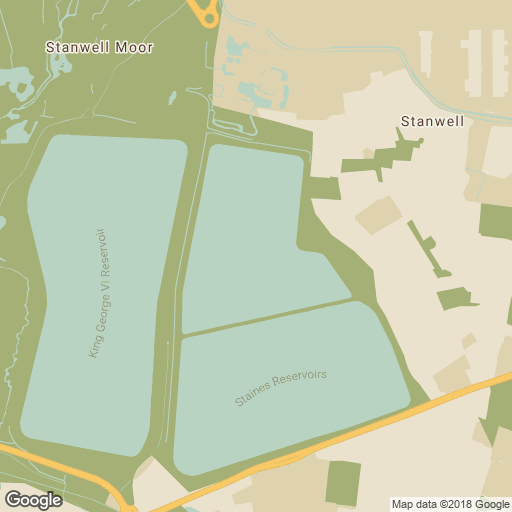 Stanwell Moor
Stanwell
King George VI Reservoir
Staines Reservoirs
Google
Map data ©2018 Google